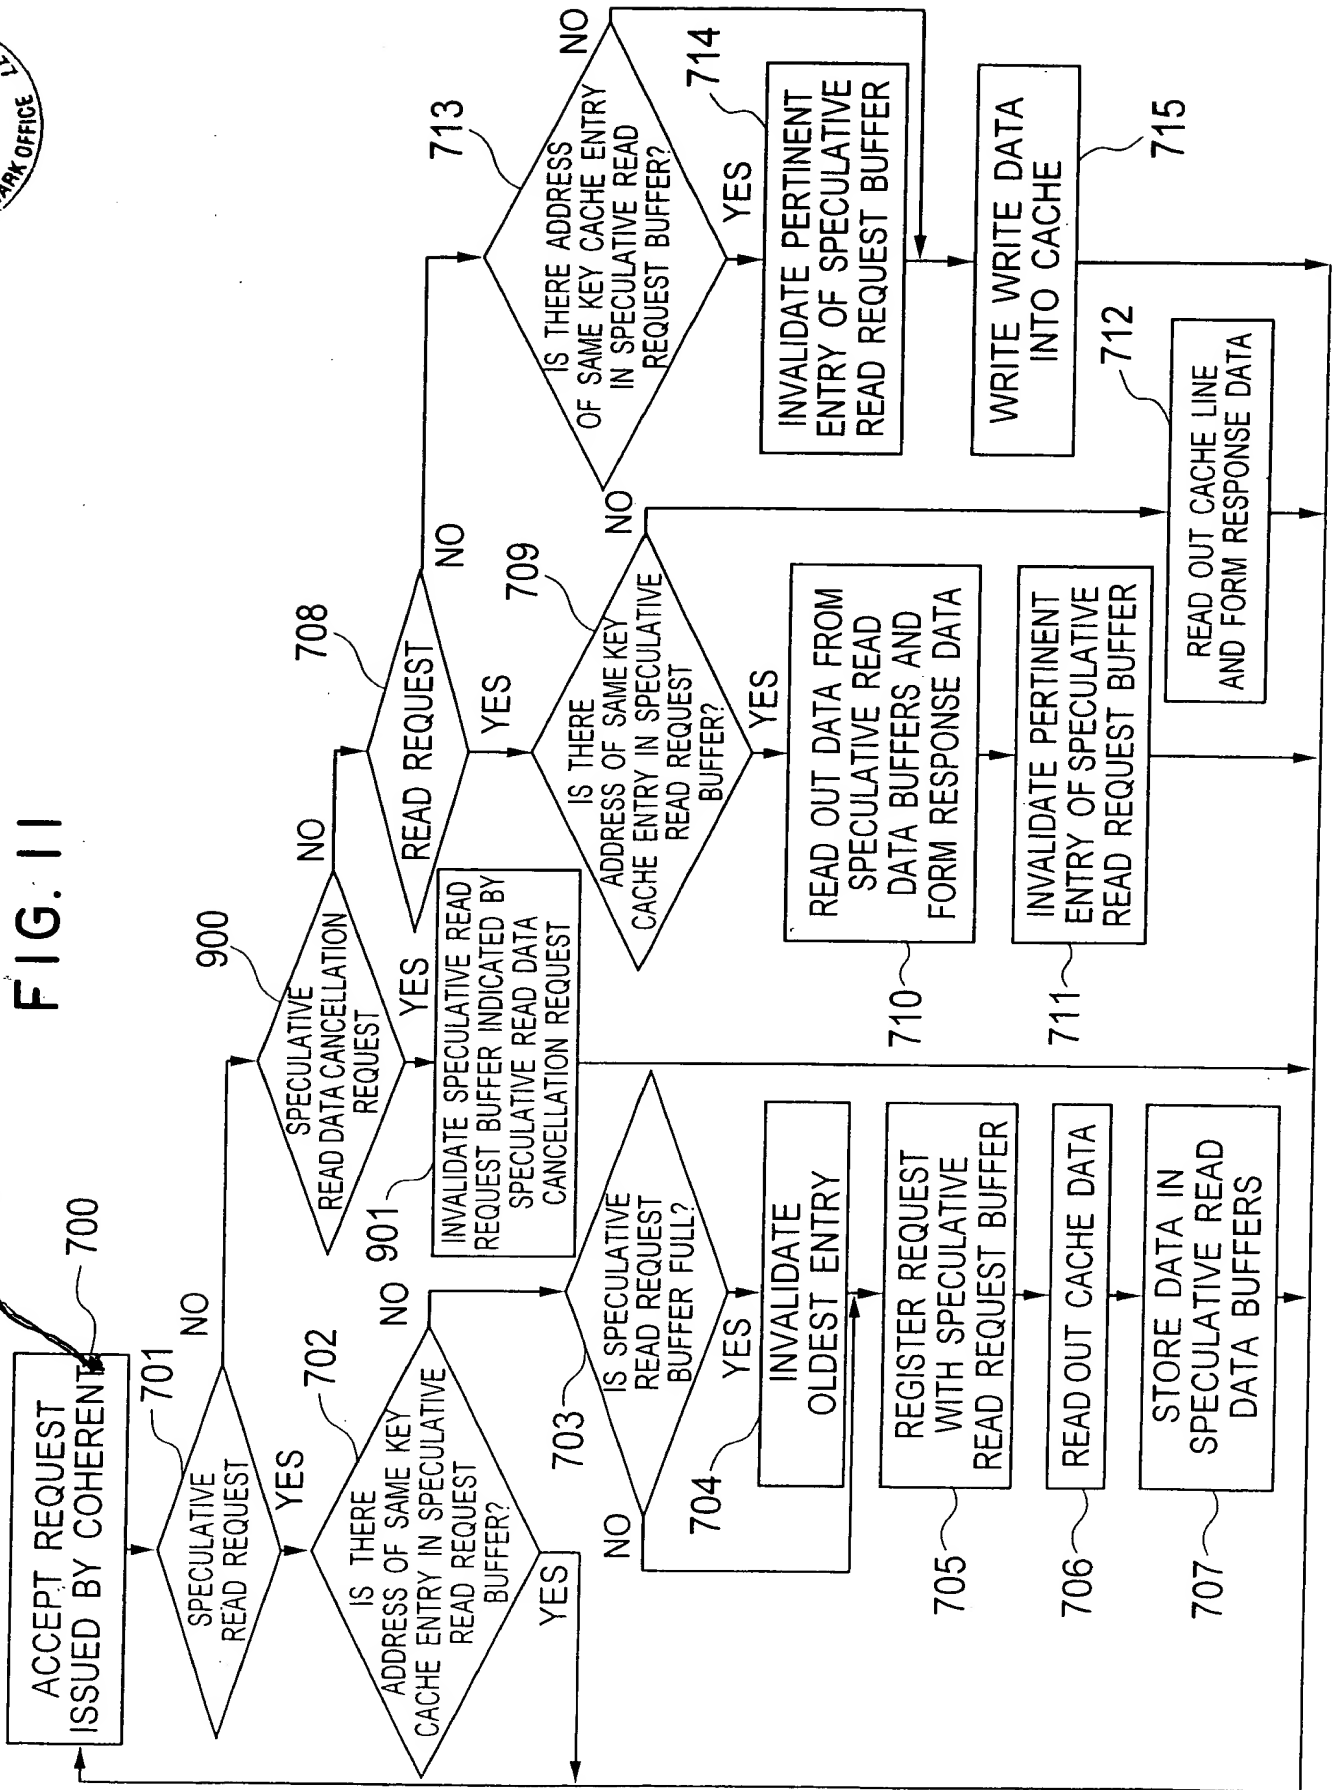 FIG. 11
ACCEPT REQUEST
ISSUED BY COHERENT
700
701
SPECULATIVE
READ REQUEST
NO
YES
702
IS THERE
ADDRESS OF SAME KEY
CACHE ENTRY IN SPECULATIVE
READ REQUEST
BUFFER?
NO
YES
703
IS SPECULATIVE
READ REQUEST
BUFFER FULL?
NO
YES
704
INVALIDATE
OLDEST ENTRY
705
REGISTER REQUEST
WITH SPECULATIVE
READ REQUEST BUFFER
706
READ OUT CACHE DATA
707
STORE DATA IN
SPECULATIVE READ
DATA BUFFERS
900
SPECULATIVE
READ DATA CANCELLATION
REQUEST
NO
YES
901
INVALIDATE SPECULATIVE READ
REQUEST BUFFER INDICATED BY
SPECULATIVE READ DATA
CANCELLATION REQUEST
708
READ REQUEST
NO
YES
709
IS THERE
ADDRESS OF SAME KEY
CACHE ENTRY IN SPECULATIVE
READ REQUEST
BUFFER?
NO
YES
710
READ OUT DATA FROM
SPECULATIVE READ
DATA BUFFERS AND
FORM RESPONSE DATA
711
INVALIDATE PERTINENT
ENTRY OF SPECULATIVE
READ REQUEST BUFFER
712
READ OUT CACHE LINE
AND FORM RESPONSE DATA
713
IS THERE ADDRESS
OF SAME KEY CACHE ENTRY
IN SPECULATIVE READ
REQUEST BUFFER?
NO
YES
714
INVALIDATE PERTINENT
ENTRY OF SPECULATIVE
READ REQUEST BUFFER
715
WRITE WRITE DATA
INTO CACHE
OFFICE